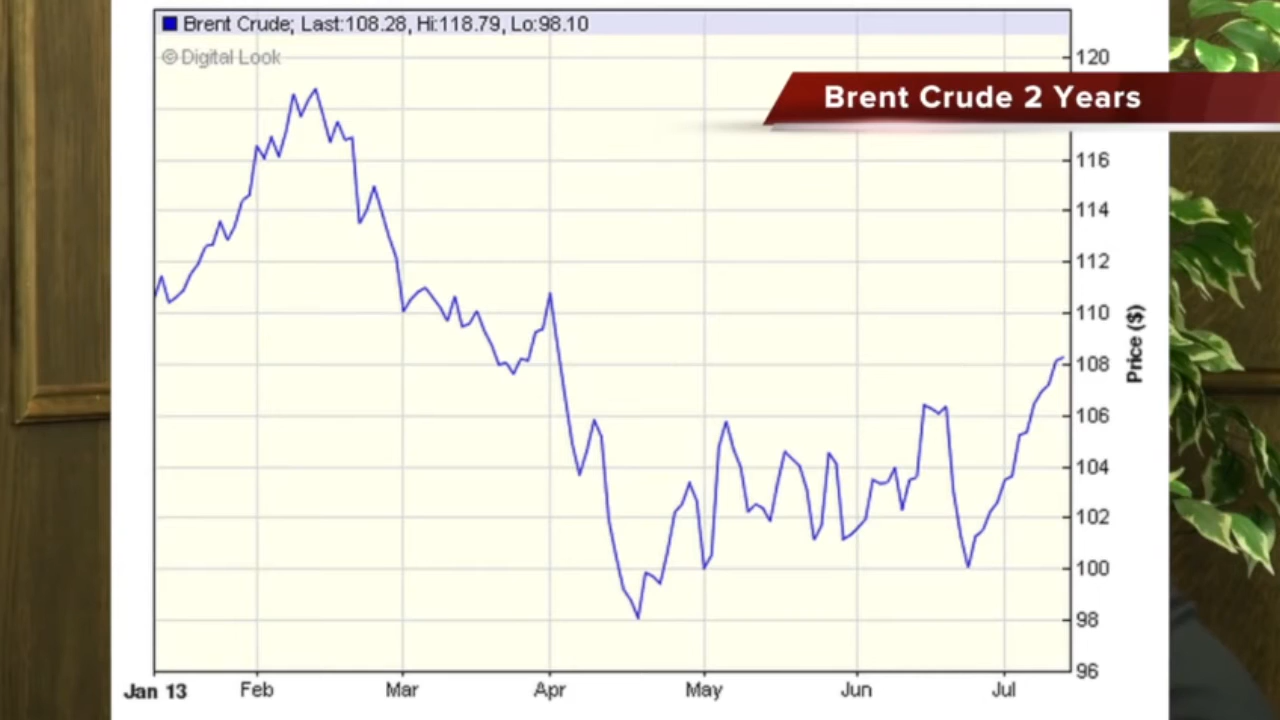 Brent Crude; Last:108.28, Hi:118.79, Lo:98.10
© Digital Look
Brent Crude 2 Years
120
116
114
112
110
108
106
104
102
100
98
96
Price ($)
Jan 13 Feb Mar Apr May Jun Jul